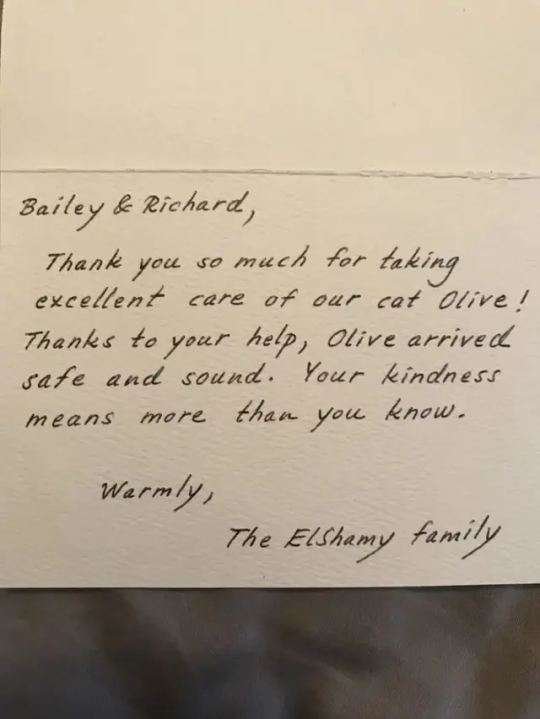 Bailey & Richard,
Thank you so much for taking
excellent care of our cat Olive!
Thanks to your help, Olive arrived
safe and sound. Your kindness
means more than you know.
Warmly,
The ElShamy family